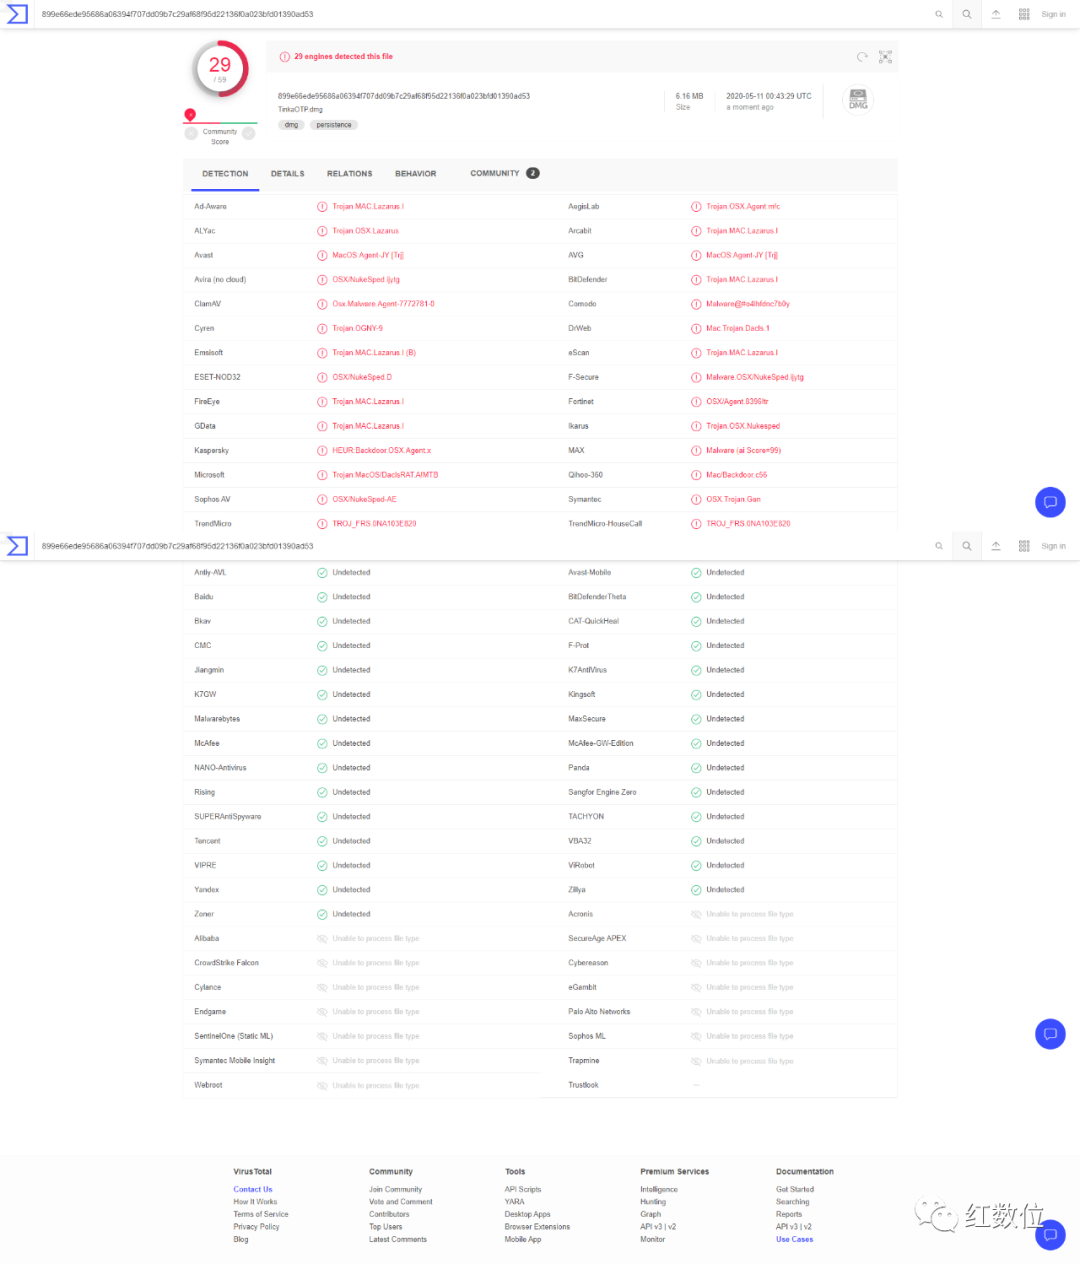 899e66ede95686a06394f707dd09b7c29af68f95d22136f0a023bfd01390ad53 Sign in
29
/ 59
29 engines detected this file
899e66ede95686a06394f707dd09b7c29af68f95d22136f0a023bfd01390ad53
TinkaOTP.dmg
dmg persistence
6.16 MB
Size
2020-05-11 00:43:29 UTC
a moment ago
DMG
Community
Score
DETECTION DETAILS RELATIONS BEHAVIOR COMMUNITY 2
Ad-Aware Trojan.MAC.Lazarus.I AegisLab Trojan.OSX.Agent.m!c
ALYac Trojan.OSX.Lazarus Arcabit Trojan.MAC.Lazarus.I
Avast MacOS:Agent-JY [Trj] AVG MacOS:Agent-JY [Trj]
Avira (no cloud) OSX/NukeSped.ljytg BitDefender Trojan.MAC.Lazarus.I
ClamAV Osx.Malware.Agent-7772781-0 Comodo Malware@#o4lhfdnc7b0y
Cyren Trojan.OGNY-9 DrWeb Mac.Trojan.Dacls.1
Emsisoft Trojan.MAC.Lazarus.I (B) eScan Trojan.MAC.Lazarus.I
ESET-NOD32 OSX/NukeSped.D F-Secure Malware.OSX/NukeSped.ljytg
FireEye Trojan.MAC.Lazarus.I Fortinet OSX/Agent.8396!tr
GData Trojan.MAC.Lazarus.I Ikarus Trojan.OSX.Nukesped
Kaspersky HEUR:Backdoor.OSX.Agent.x MAX Malware (ai Score=99)
Microsoft Trojan:MacOS/DaclsRAT.A!MTB Qihoo-360 Mac/Backdoor.c56
Sophos AV OSX/NukeSped-AE Symantec OSX.Trojan.Gen
TrendMicro TROJ_FRS.0NA103E820 TrendMicro-HouseCall TROJ_FRS.0NA103E820
899e66ede95686a06394f707dd09b7c29af68f95d22136f0a023bfd01390ad53 Sign in
Antiy-AVL Undetected Avast-Mobile Undetected
Baidu Undetected BitDefenderTheta Undetected
Bkav Undetected CAT-QuickHeal Undetected
CMC Undetected F-Prot Undetected
Jiangmin Undetected K7AntiVirus Undetected
K7GW Undetected Kingsoft Undetected
Malwarebytes Undetected MaxSecure Undetected
McAfee Undetected McAfee-GW-Edition Undetected
NANO-Antivirus Undetected Panda Undetected
Rising Undetected Sangfor Engine Zero Undetected
SUPERAntiSpyware Undetected TACHYON Undetected
Tencent Undetected VBA32 Undetected
VIPRE Undetected ViRobot Undetected
Yandex Undetected Zillya Undetected
Zoner Undetected Acronis Unable to process file type
Alibaba Unable to process file type SecureAge APEX Unable to process file type
CrowdStrike Falcon Unable to process file type Cybereason Unable to process file type
Cylance Unable to process file type eGambit Unable to process file type
Endgame Unable to process file type Palo Alto Networks Unable to process file type
SentinelOne (Static ML) Unable to process file type Sophos ML Unable to process file type
Symantec Mobile Insight Unable to process file type Trapmine Unable to process file type
Webroot Unable to process file type Trustlook —
VirusTotal Community Tools Premium Services Documentation
Contact Us Join Community API Scripts Intelligence Get Started
How It Works Vote and Comment YARA Hunting Searching
Terms of Service Contributors Desktop Apps Graph Reports
Privacy Policy Top Users Browser Extensions API v3 | v2 API v3 | v2
Blog Latest Comments Mobile App Monitor Use Cases
红数位